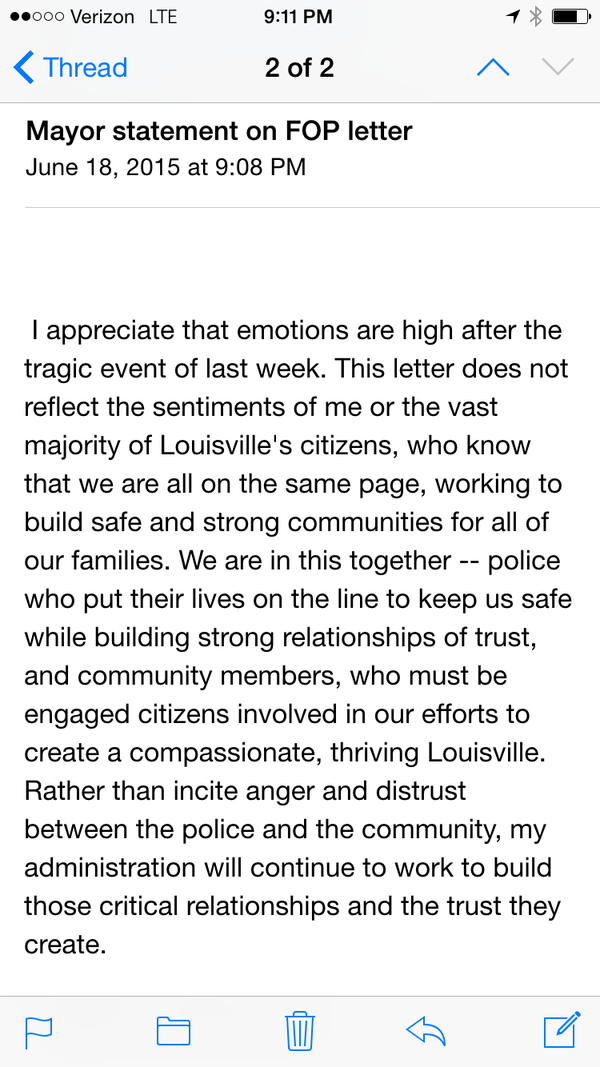 Verizon LTE 9:11 PM
Thread 2 of 2
Mayor statement on FOP letter
June 18, 2015 at 9:08 PM
I appreciate that emotions are high after the
tragic event of last week. This letter does not
reflect the sentiments of me or the vast
majority of Louisville's citizens, who know
that we are all on the same page, working to
build safe and strong communities for all of
our families. We are in this together -- police
who put their lives on the line to keep us safe
while building strong relationships of trust,
and community members, who must be
engaged citizens involved in our efforts to
create a compassionate, thriving Louisville.
Rather than incite anger and distrust
between the police and the community, my
administration will continue to work to build
those critical relationships and the trust they
create.